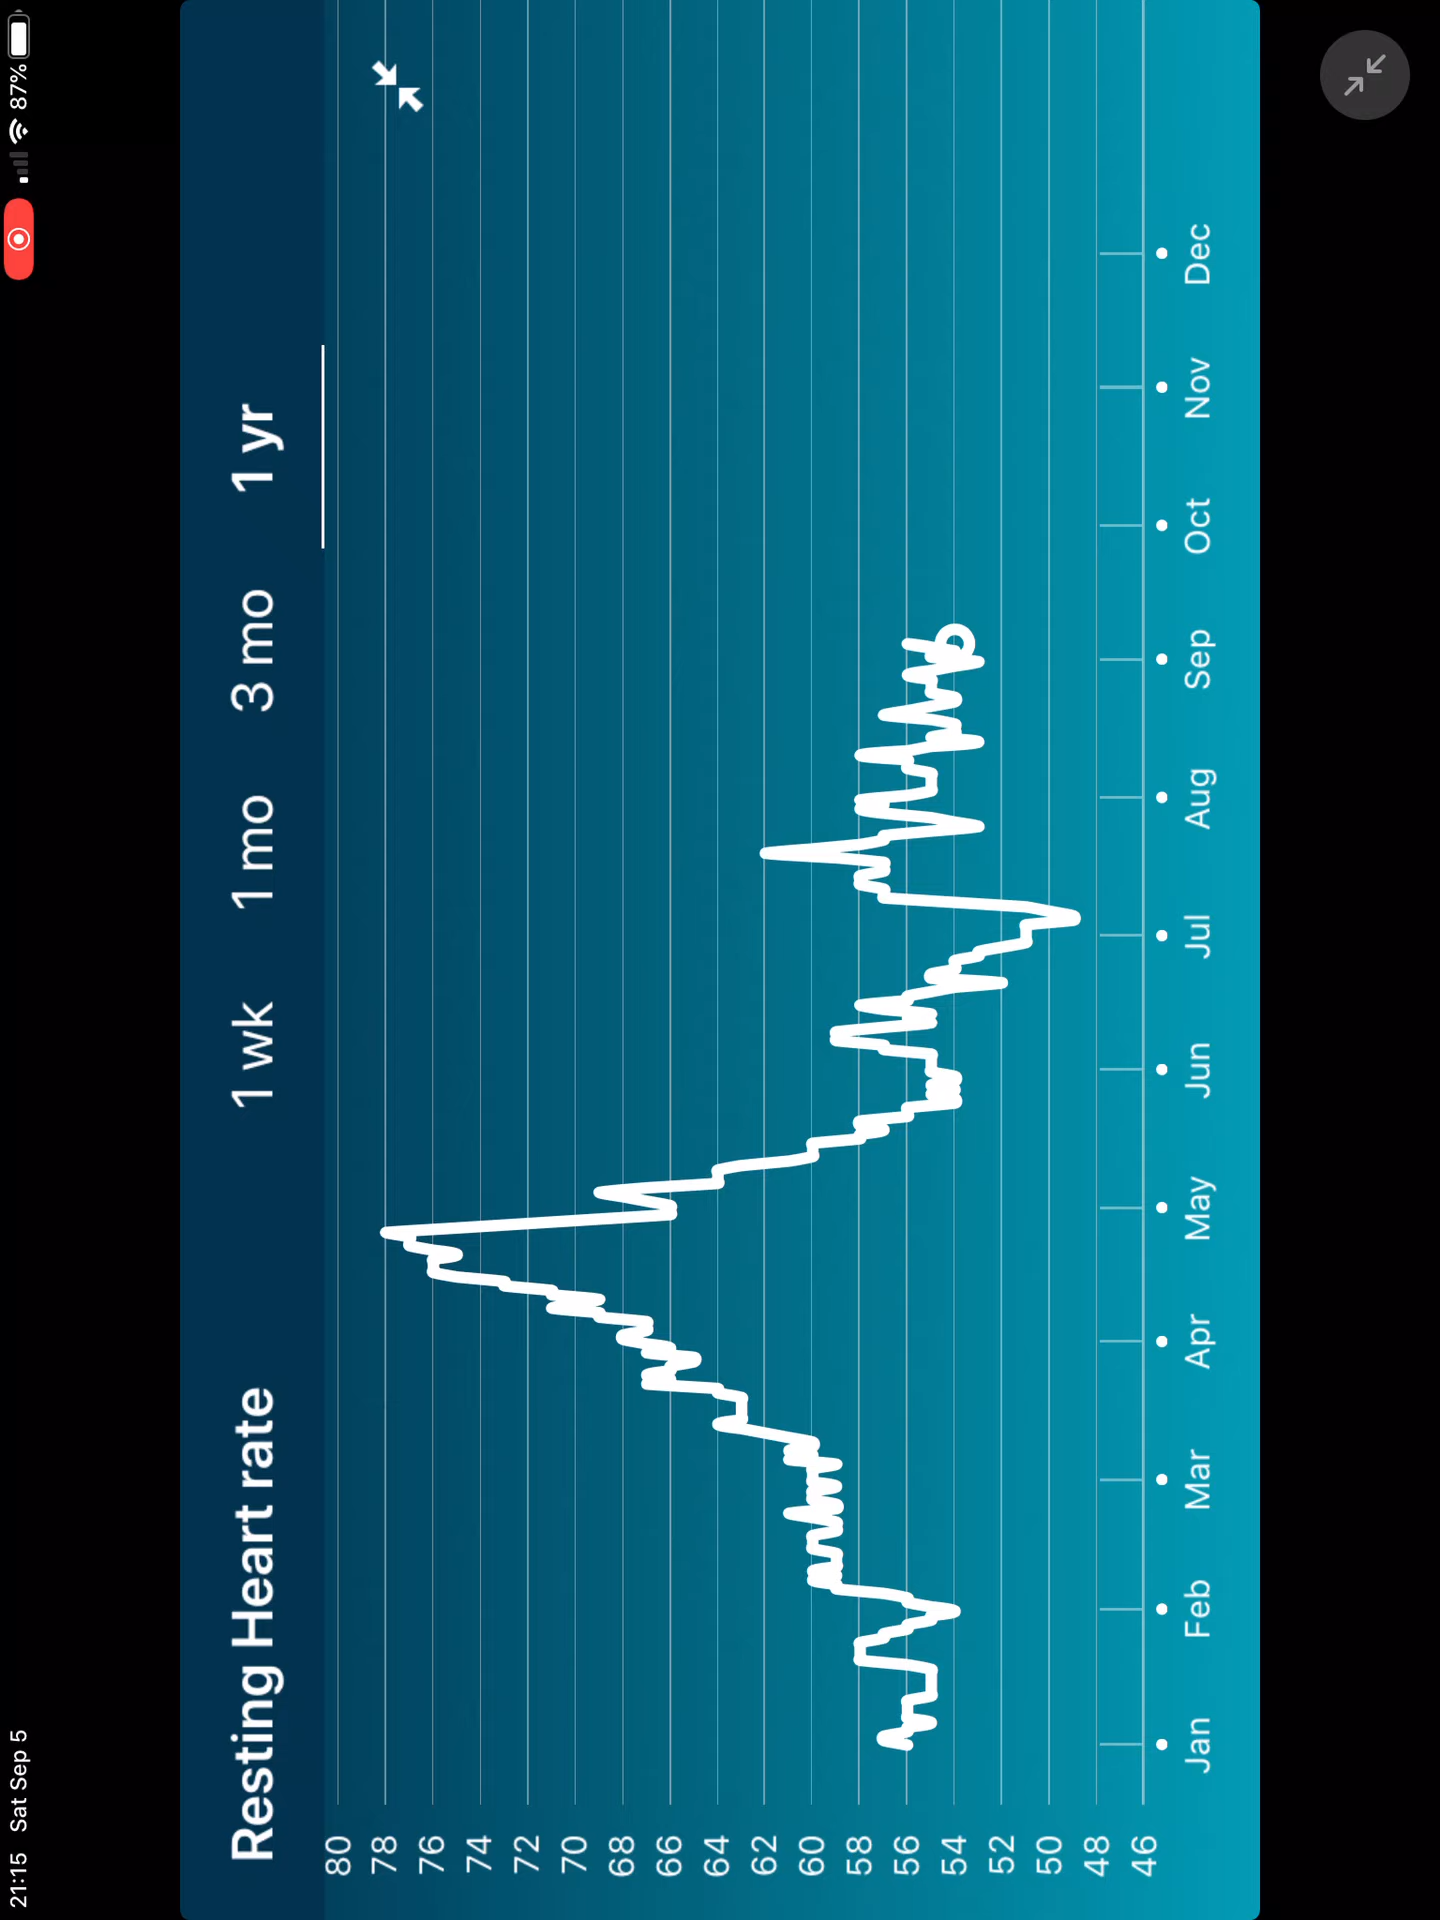 21:15 Sat Sep 5
87%
Resting Heart rate
1 wk
1 mo
3 mo
1 yr
80
78
76
74
72
70
68
66
64
62
60
58
56
54
52
50
48
46
Jan Feb Mar Apr May Jun Jul Aug Sep Oct Nov Dec